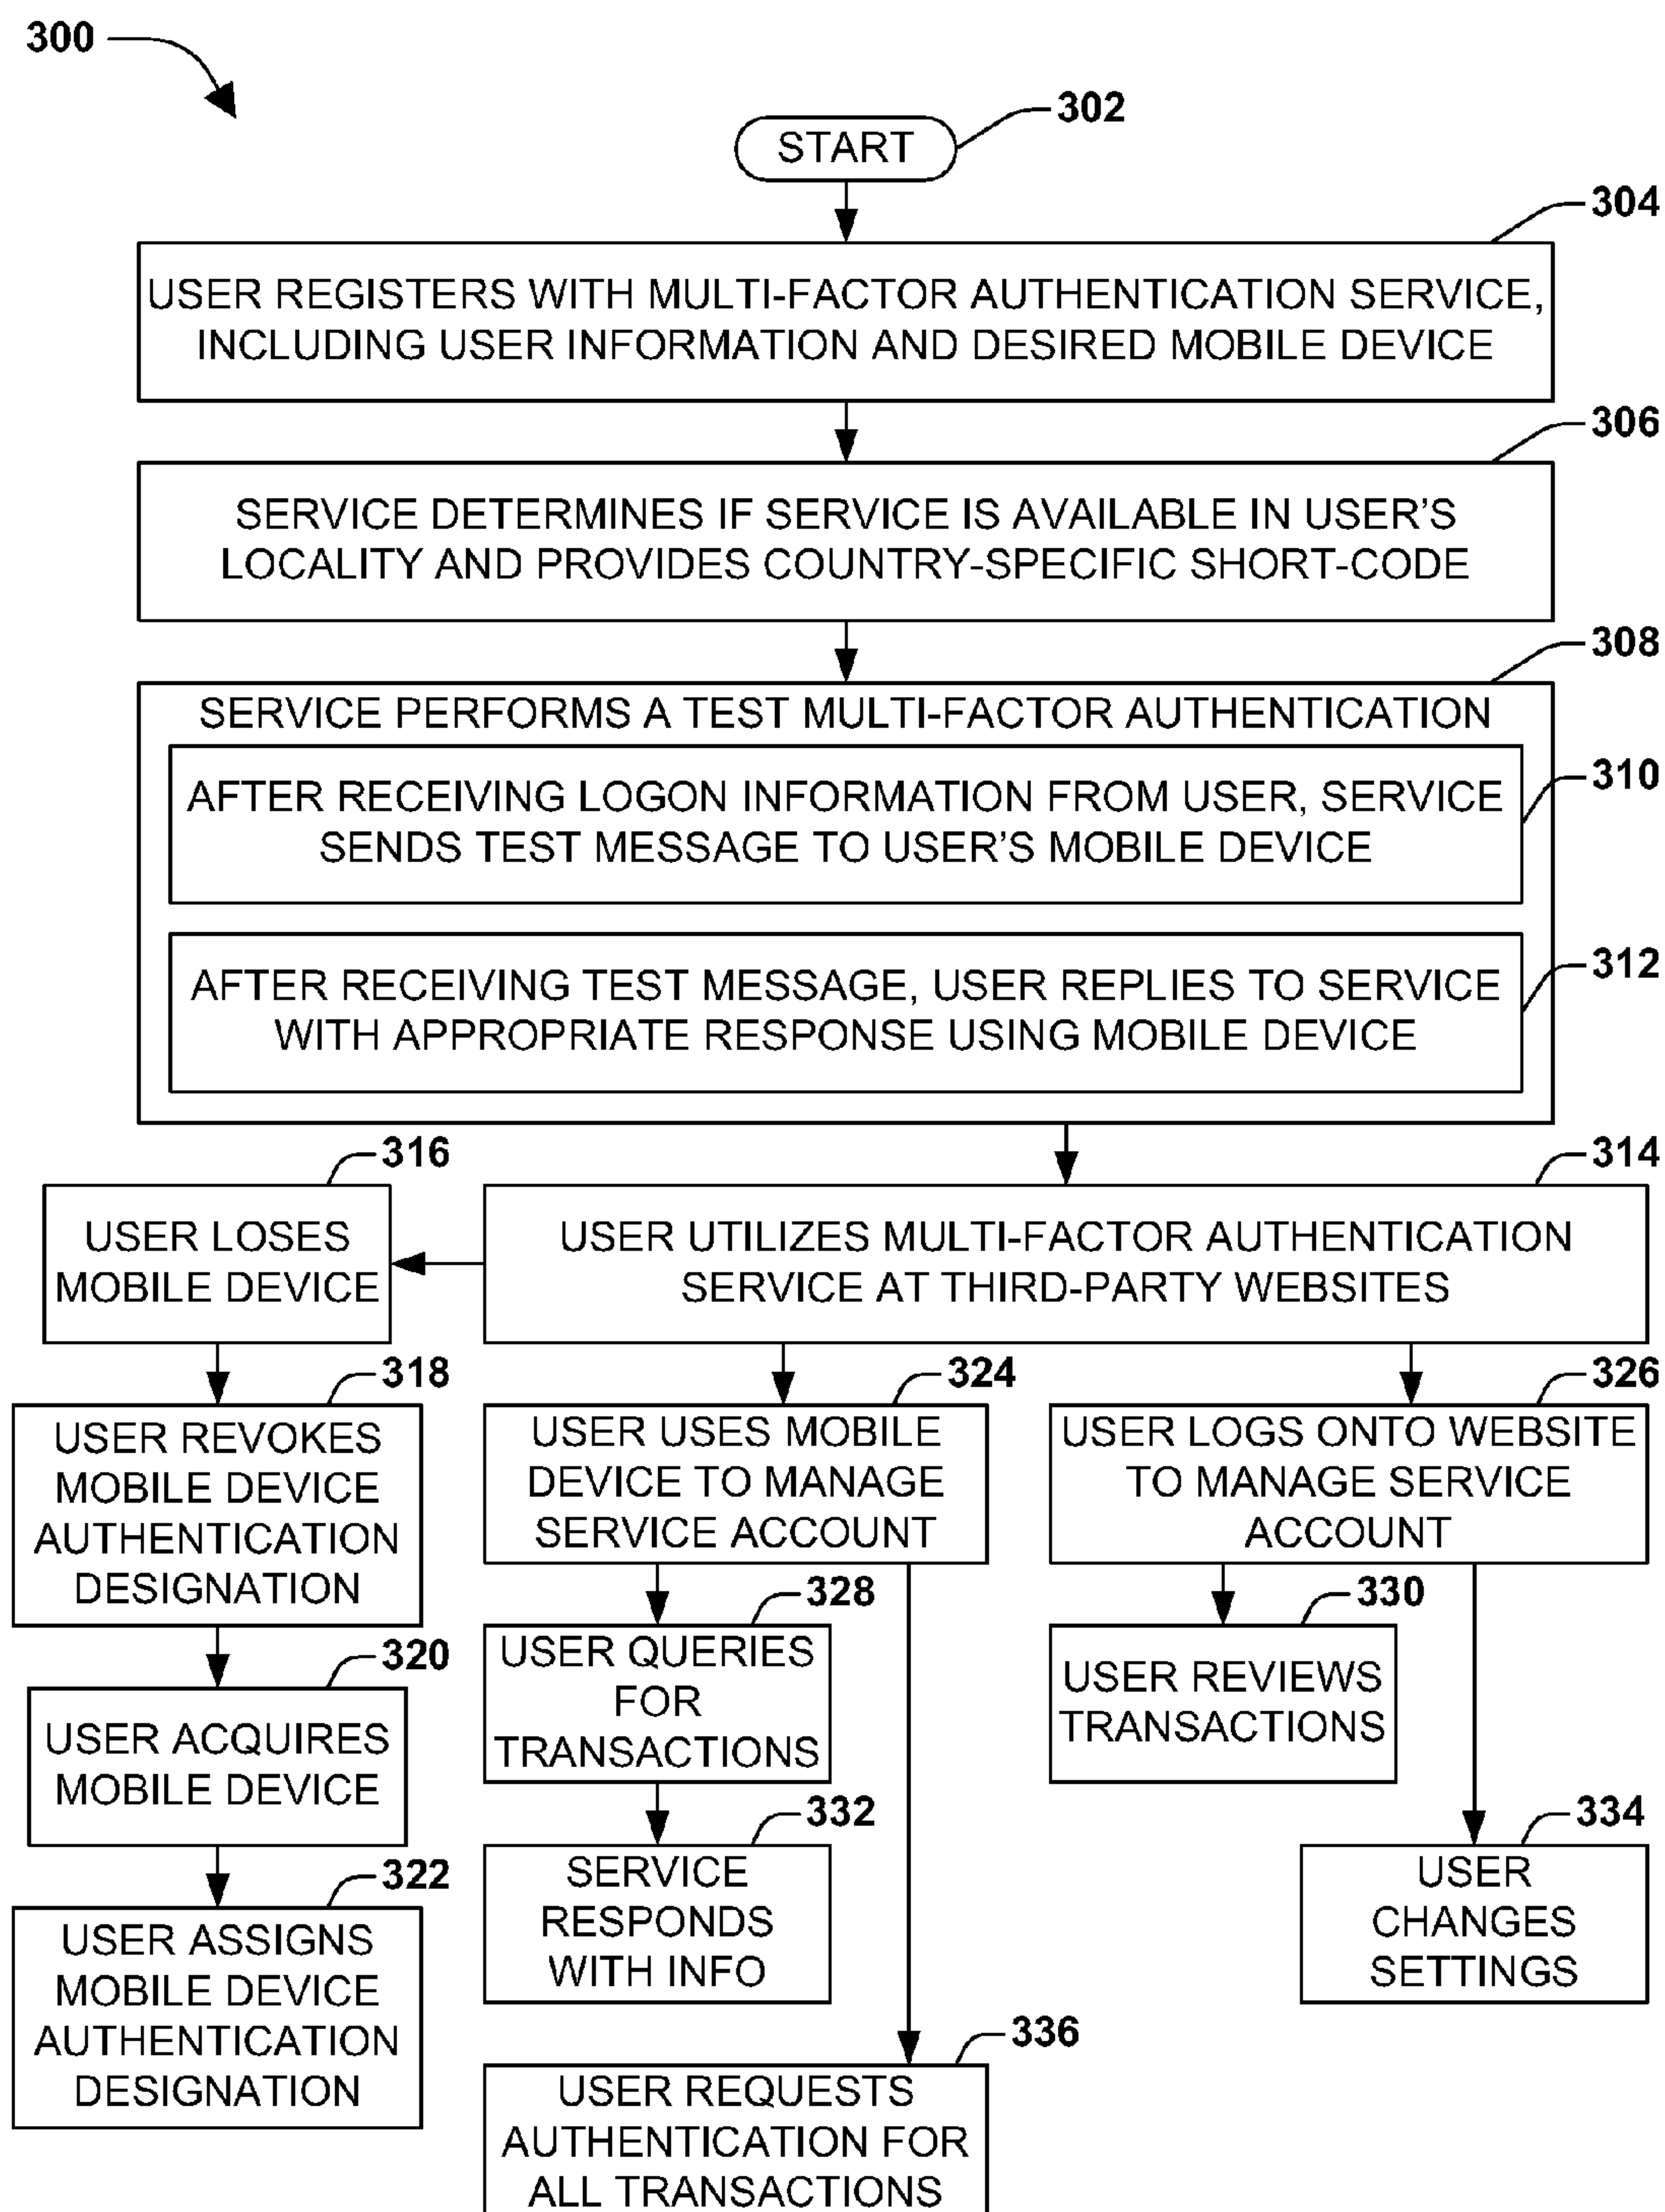 300
302
START
304
USER REGISTERS WITH MULTI-FACTOR AUTHENTICATION SERVICE,
INCLUDING USER INFORMATION AND DESIRED MOBILE DEVICE
306
SERVICE DETERMINES IF SERVICE IS AVAILABLE IN USER'S
LOCALITY AND PROVIDES COUNTRY-SPECIFIC SHORT-CODE
308
SERVICE PERFORMS A TEST MULTI-FACTOR AUTHENTICATION
310
AFTER RECEIVING LOGON INFORMATION FROM USER, SERVICE
SENDS TEST MESSAGE TO USER'S MOBILE DEVICE
312
AFTER RECEIVING TEST MESSAGE, USER REPLIES TO SERVICE
WITH APPROPRIATE RESPONSE USING MOBILE DEVICE
316
USER LOSES
MOBILE DEVICE
314
USER UTILIZES MULTI-FACTOR AUTHENTICATION
SERVICE AT THIRD-PARTY WEBSITES
318
USER REVOKES
MOBILE DEVICE
AUTHENTICATION
DESIGNATION
320
USER ACQUIRES
MOBILE DEVICE
322
USER ASSIGNS
MOBILE DEVICE
AUTHENTICATION
DESIGNATION
324
USER USES MOBILE
DEVICE TO MANAGE
SERVICE ACCOUNT
328
USER QUERIES
FOR
TRANSACTIONS
332
SERVICE
RESPONDS
WITH INFO
336
USER REQUESTS
AUTHENTICATION FOR
ALL TRANSACTIONS
326
USER LOGS ONTO WEBSITE
TO MANAGE SERVICE
ACCOUNT
330
USER REVIEWS
TRANSACTIONS
334
USER
CHANGES
SETTINGS